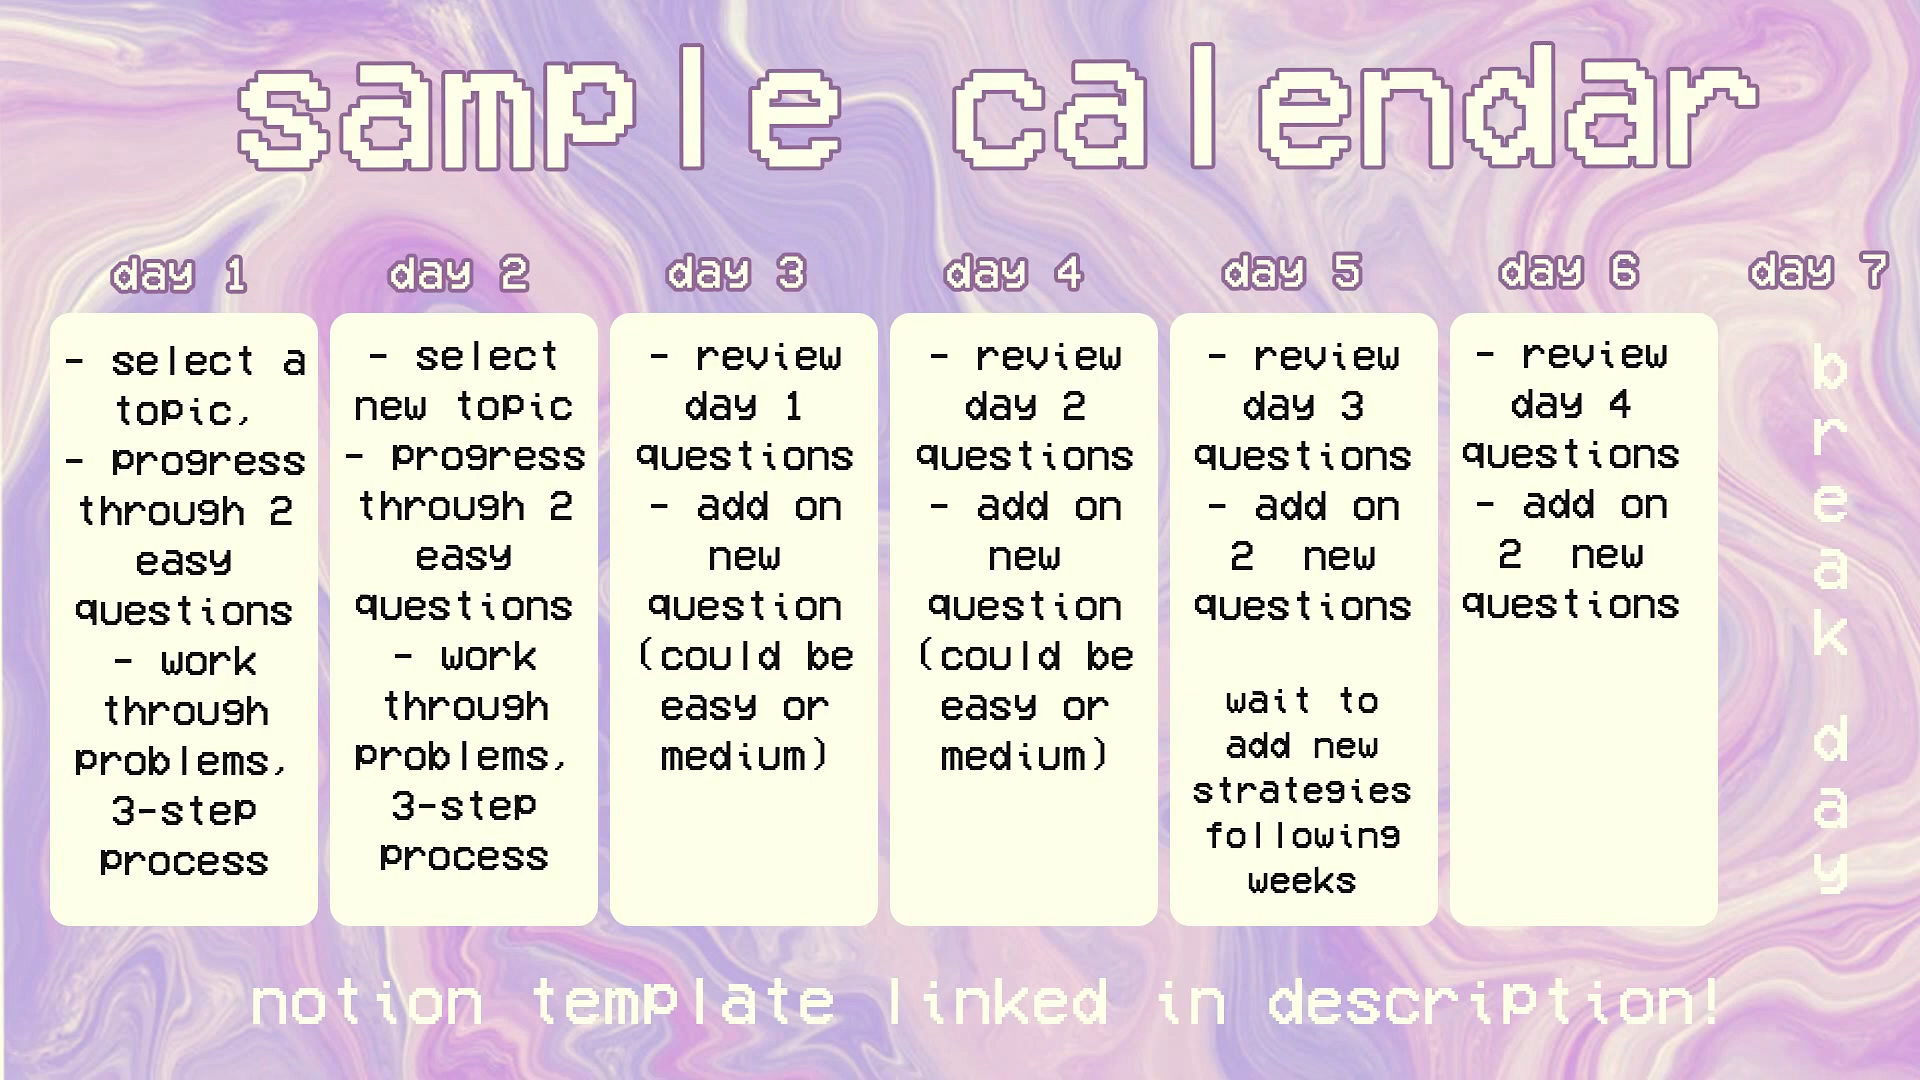 sample calendar
day 1
- select a
topic,
- progress
through 2
easy
questions
- work
through
problems,
3-step
process
day 2
- select
new topic
- progress
through 2
easy
questions
- work
through
problems,
3-step
process
day 3
- review
day 1
questions
- add on
new
question
(could be
easy or
medium)
day 4
- review
day 2
questions
- add on
new
question
(could be
easy or
medium)
day 5
- review
day 3
questions
- add on
2 new
questions
wait to
add new
strategies
following
weeks
day 6
- review
day 4
questions
- add on
2 new
questions
day 7
break day
notion template linked in description!